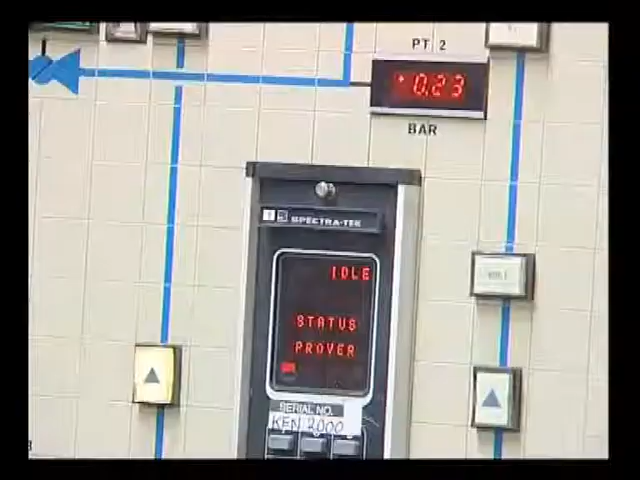 PT 2
+0.23
BAR
SPECTRA-TEK
IDLE
STATUS
PROVER
SERIAL NO.
KEN 2000